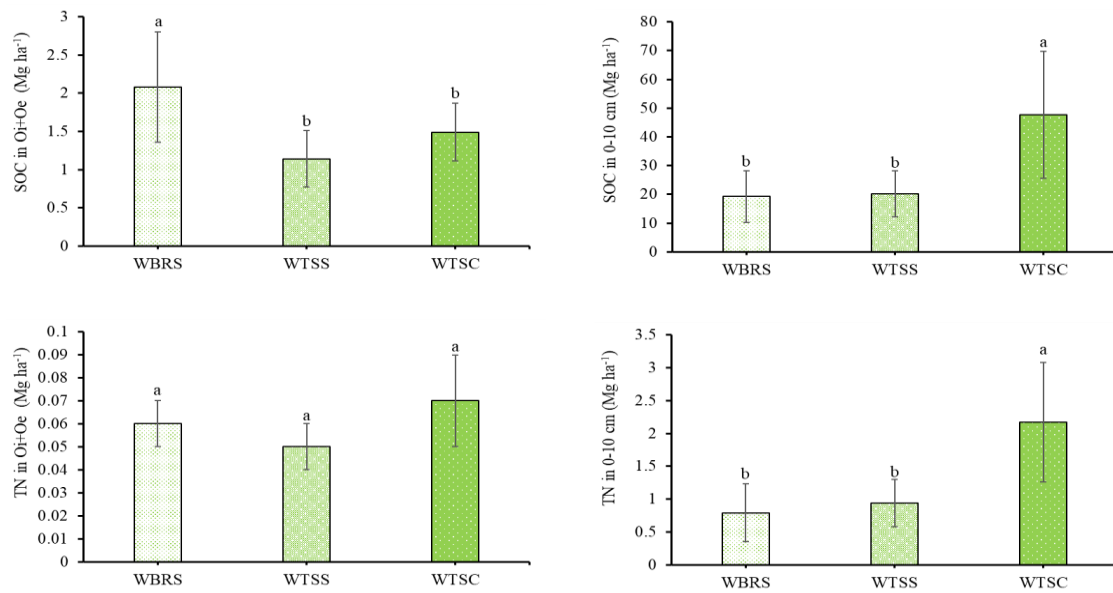 SOC in Oi+Oe (Mg ha⁻¹)
3
2.5
2
1.5
1
0.5
0
a
b
b
WBRS
WTSS
WTSC
SOC in 0-10 cm (Mg ha⁻¹)
80
70
60
50
40
30
20
10
0
b
b
a
WBRS
WTSS
WTSC
TN in Oi+Oe (Mg ha⁻¹)
0.1
0.09
0.08
0.07
0.06
0.05
0.04
0.03
0.02
0.01
0
a
a
a
WBRS
WTSS
WTSC
TN in 0-10 cm (Mg ha⁻¹)
3.5
3
2.5
2
1.5
1
0.5
0
b
b
a
WBRS
WTSS
WTSC